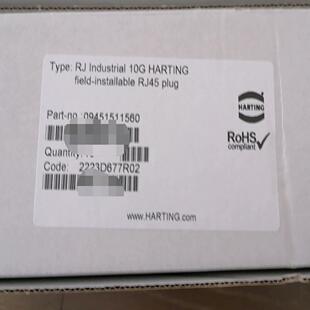 Type: RJ Industrial 10G HARTING
field-installable RJ45 plug
HARTING
Part-no: 09451511560
RoHS
compliant
Quantity:
Code: 2223D677R02
www.HARTING.com